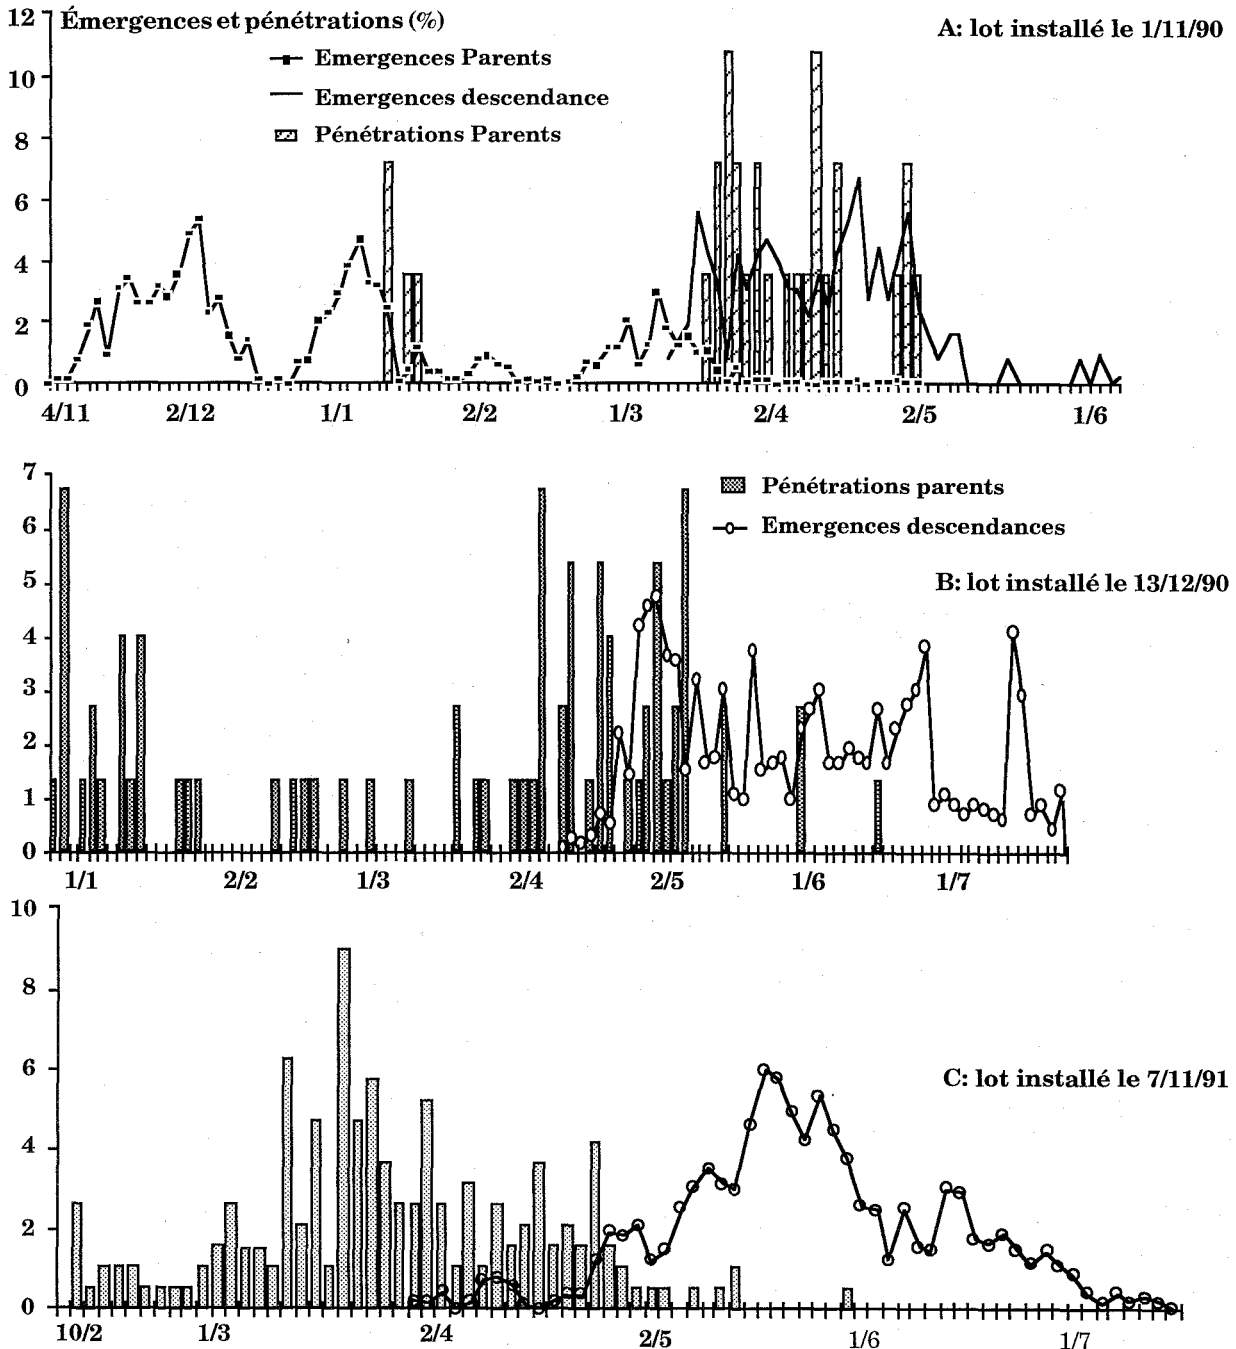 Émergences et pénétrations (%)
A: lot installé le 1/11/90
Emergences Parents
Emergences descendance
Pénétrations Parents
12
10
8
6
4
2
0
4/11 2/12 1/1 2/2 1/3 2/4 2/5 1/6
Pénétrations parents
Emergences descendances
B: lot installé le 13/12/90
7
6
5
4
3
2
1
0
1/1 2/2 1/3 2/4 2/5 1/6 1/7
C: lot installé le 7/11/91
10
8
6
4
2
0
10/2 1/3 2/4 2/5 1/6 1/7